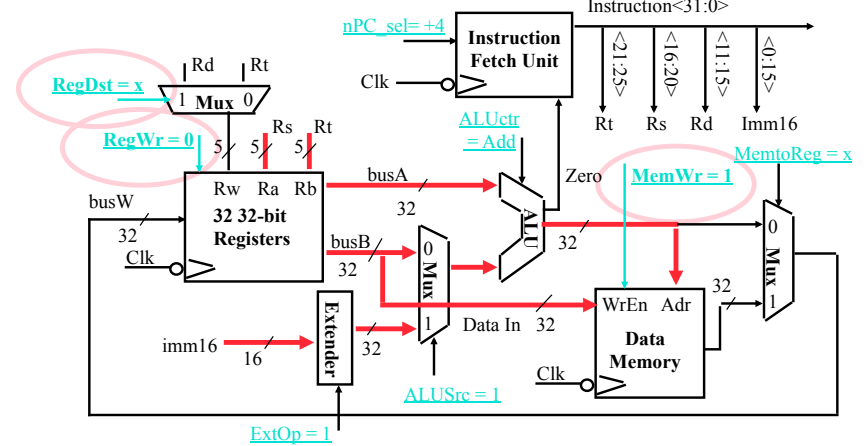 Instruction<31:0>
nPC_sel= +4
Instruction
Fetch Unit
Clk
<21:25>
<16:20>
<11:15>
<0:15>
Rt
Rs
Rd
Imm16
Rd
Rt
RegDst = x
1
Mux
0
RegWr = 0
5
5
5
Rs
Rt
ALUctr
= Add
busA
Zero
MemWr = 1
MemtoReg = x
Rw
Ra
Rb
busW
32
32 32-bit
Registers
Clk
32
busB
32
0
Mux
1
ALU
32
0
Mux
1
32
imm16
16
Extender
32
Data In
32
WrEn
Adr
Data
Memory
Clk
ALUSrc = 1
ExtOp = 1